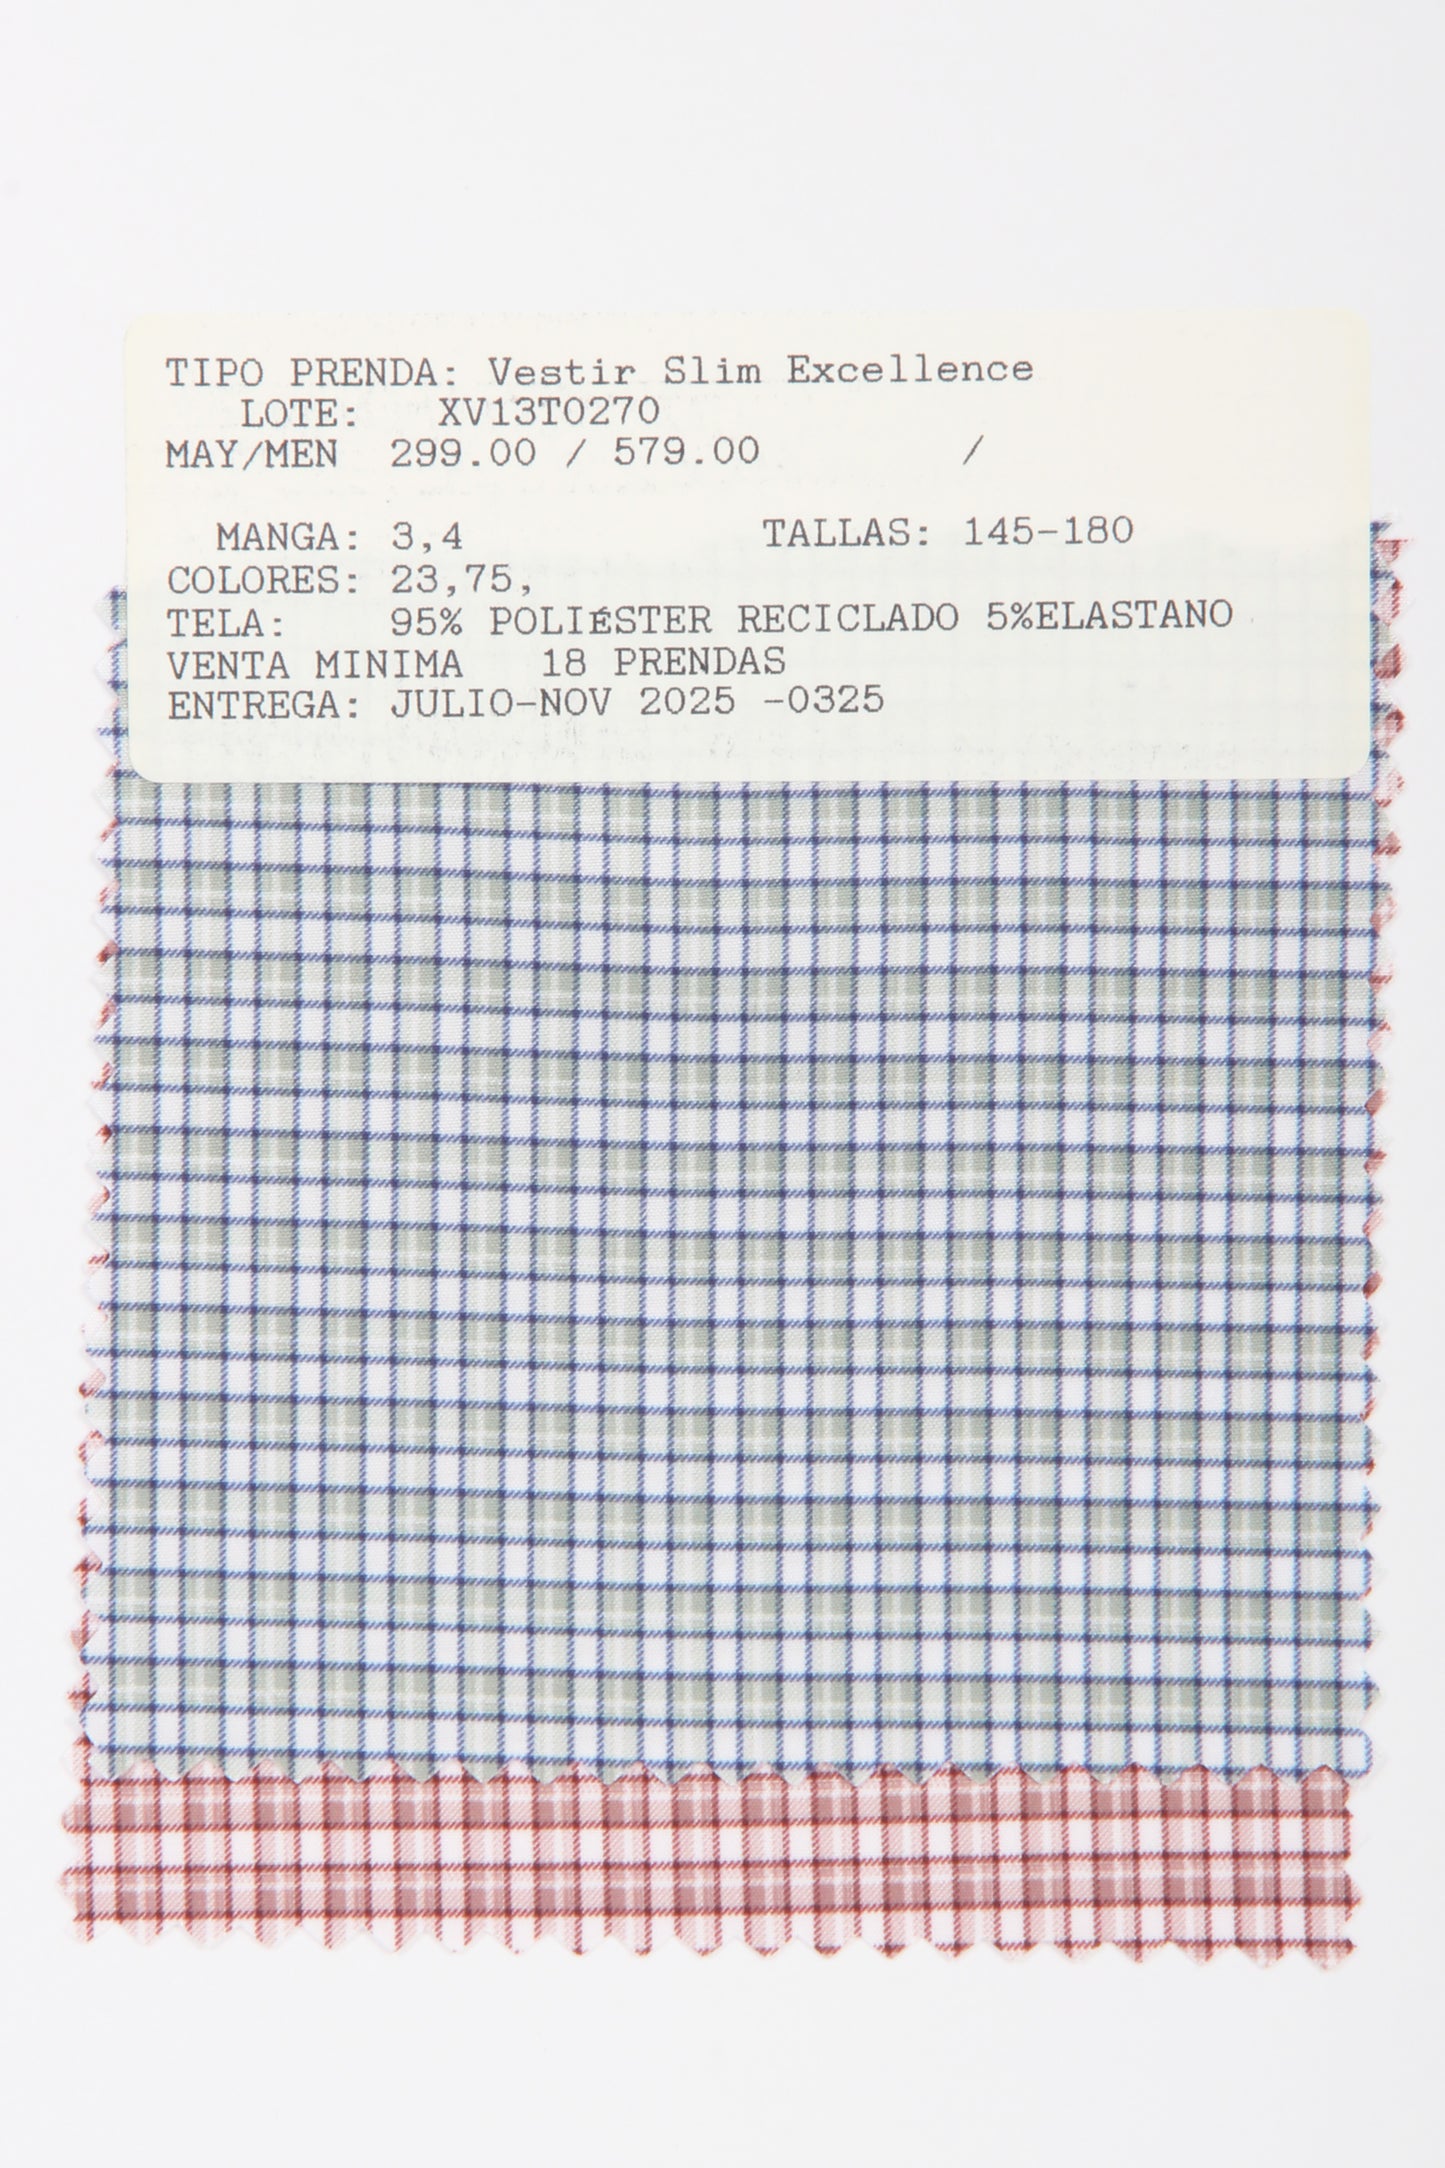 TIPO PRENDA: Vestir Slim Excellence
LOTE: XV13T0270
MAY/MEN 299.00 / 579.00 /
MANGA: 3,4 TALLAS: 145-180
COLORES: 23,75,
TELA: 95% POLIÉSTER RECICLADO 5%ELASTANO
VENTA MINIMA 18 PRENDAS
ENTREGA: JULIO-NOV 2025 -0325